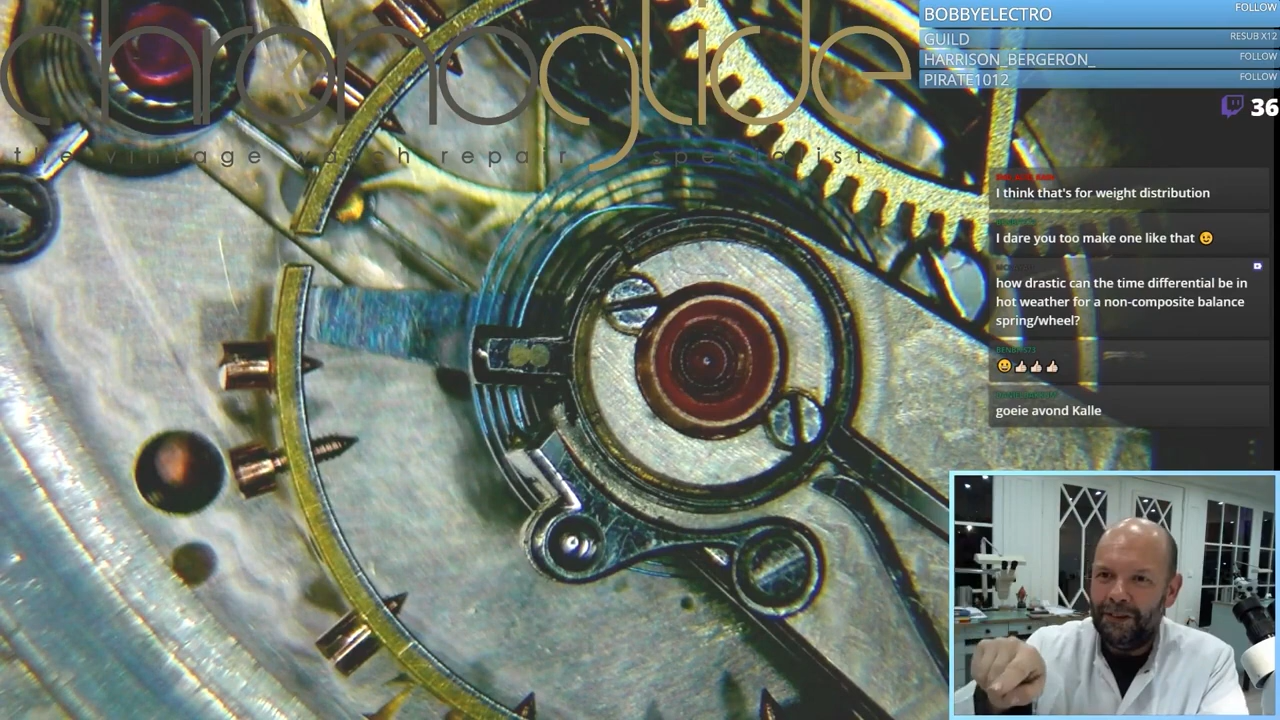 chronoglide
the vintage watch repair specialists
BOBBYELECTRO FOLLOW
GUILD RESUB X12
HARRISON_BERGERON_ FOLLOW
PIRATE1012 FOLLOW
36
I think that's for weight distribution
I dare you too make one like that 😉
how drastic can the time differential be in
hot weather for a non-composite balance
spring/wheel?
😀👍🏻👍🏻👍🏻
goeie avond Kalle